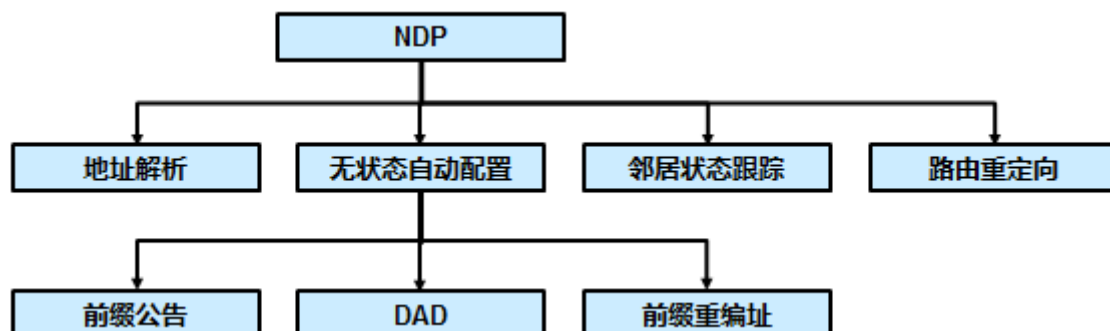 NDP
地址解析
无状态自动配置
邻居状态跟踪
路由重定向
前缀公告
DAD
前缀重编址